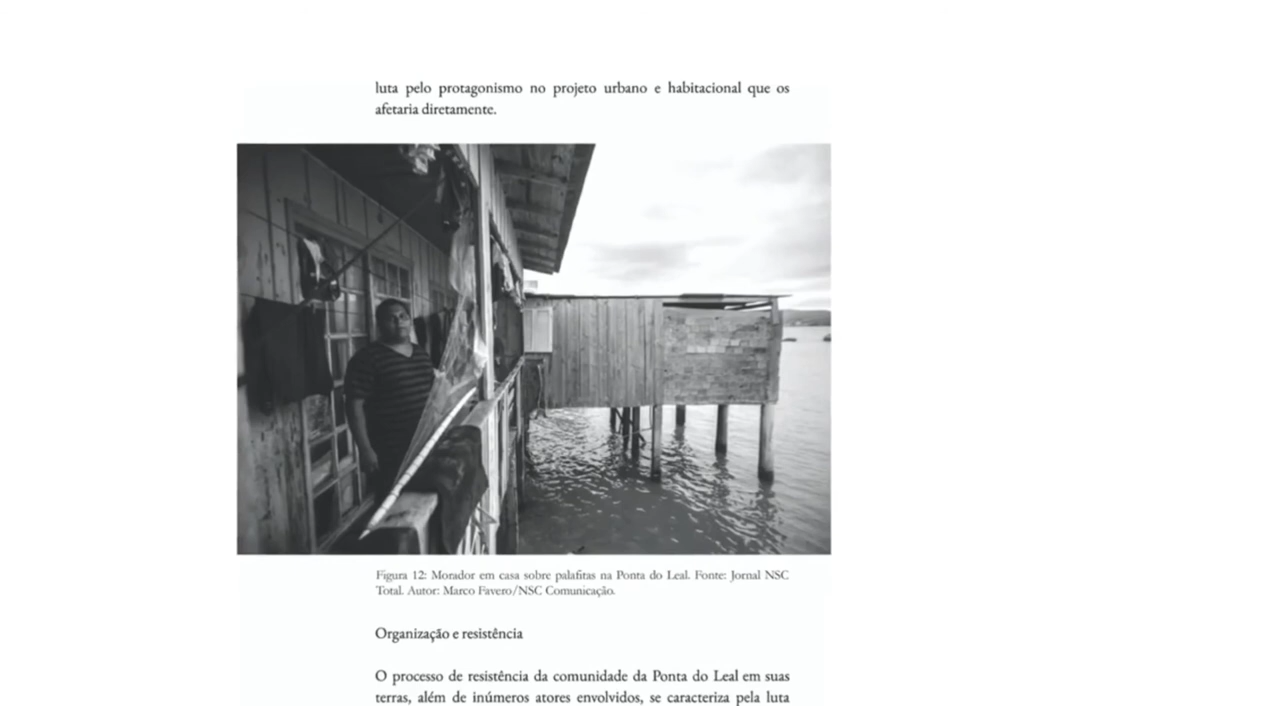 luta pelo protagonismo no projeto urbano e habitacional que os
afetaria diretamente.
Figura 12: Morador em casa sobre palafitas na Ponta do Leal. Fonte: Jornal NSC
Total. Autor: Marco Favero/NSC Comunicação.
Organização e resistência
O processo de resistência da comunidade da Ponta do Leal em suas
terras, além de inúmeros atores envolvidos, se caracteriza pela luta